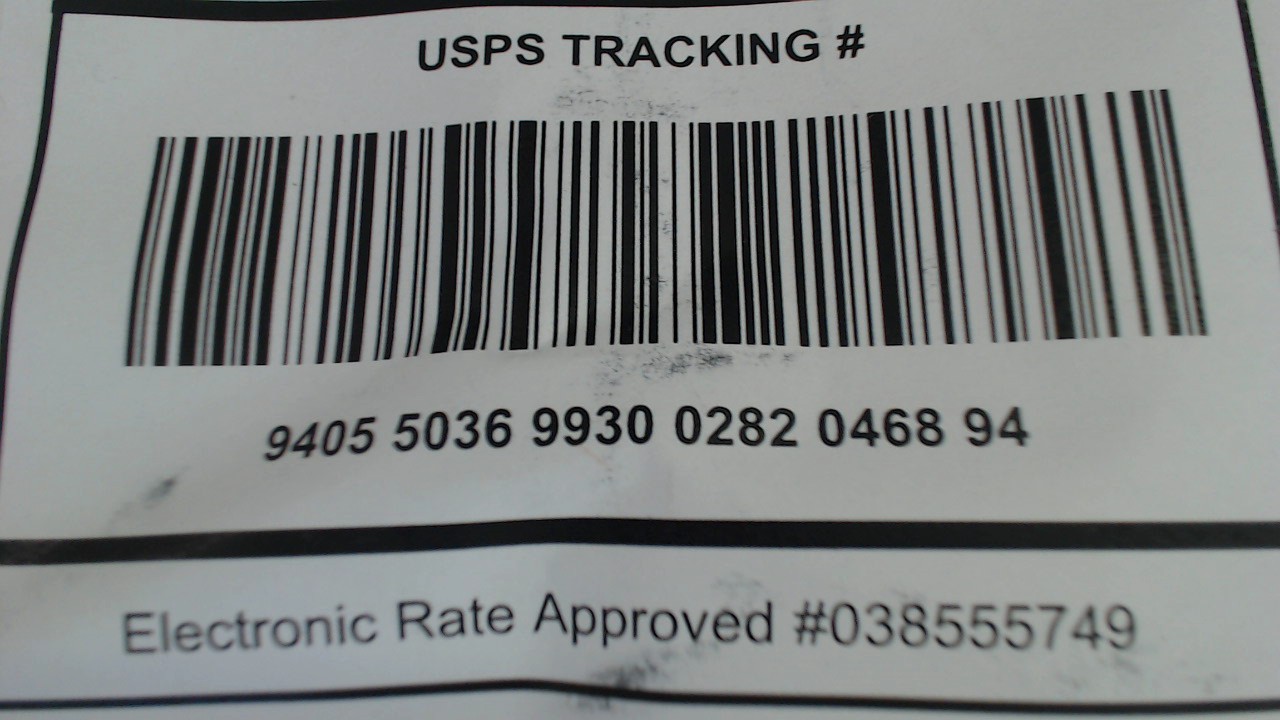 USPS TRACKING #
9405 5036 9930 0282 0468 94
Electronic Rate Approved #038555749